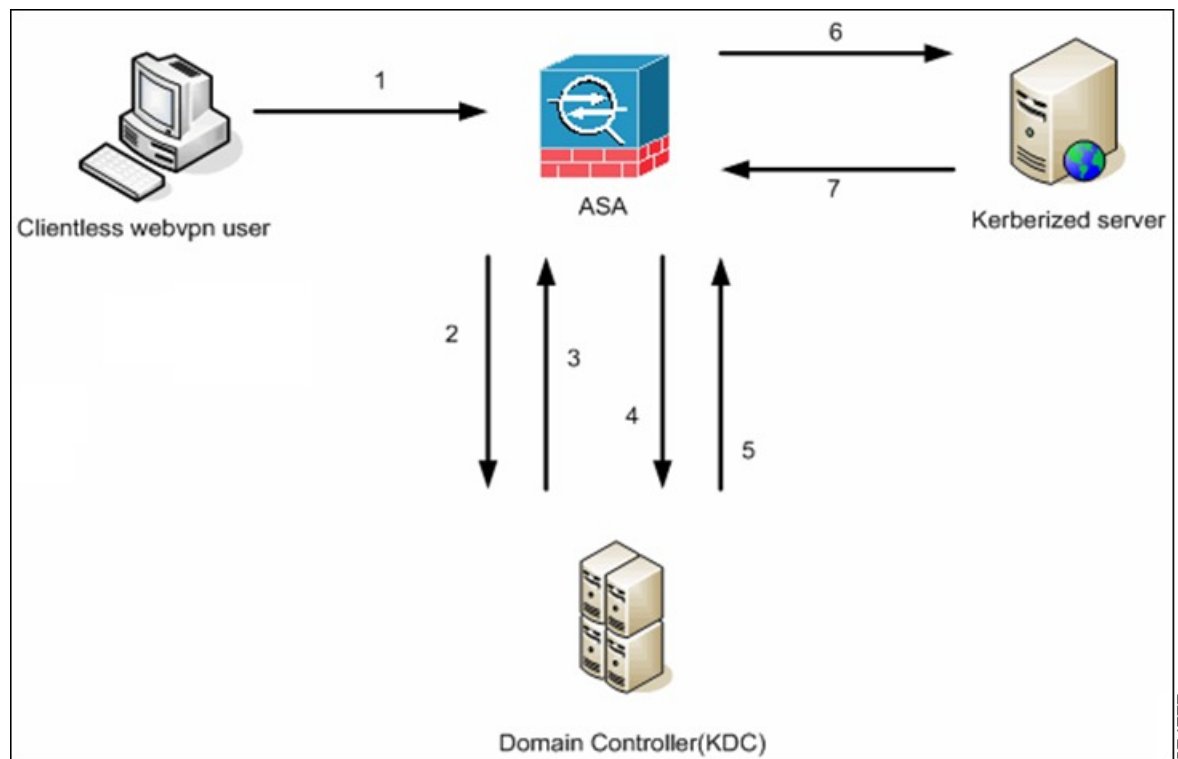 1
6
7
Clientless webvpn user
ASA
Kerberized server
2
3
4
5
Domain Controller(KDC)